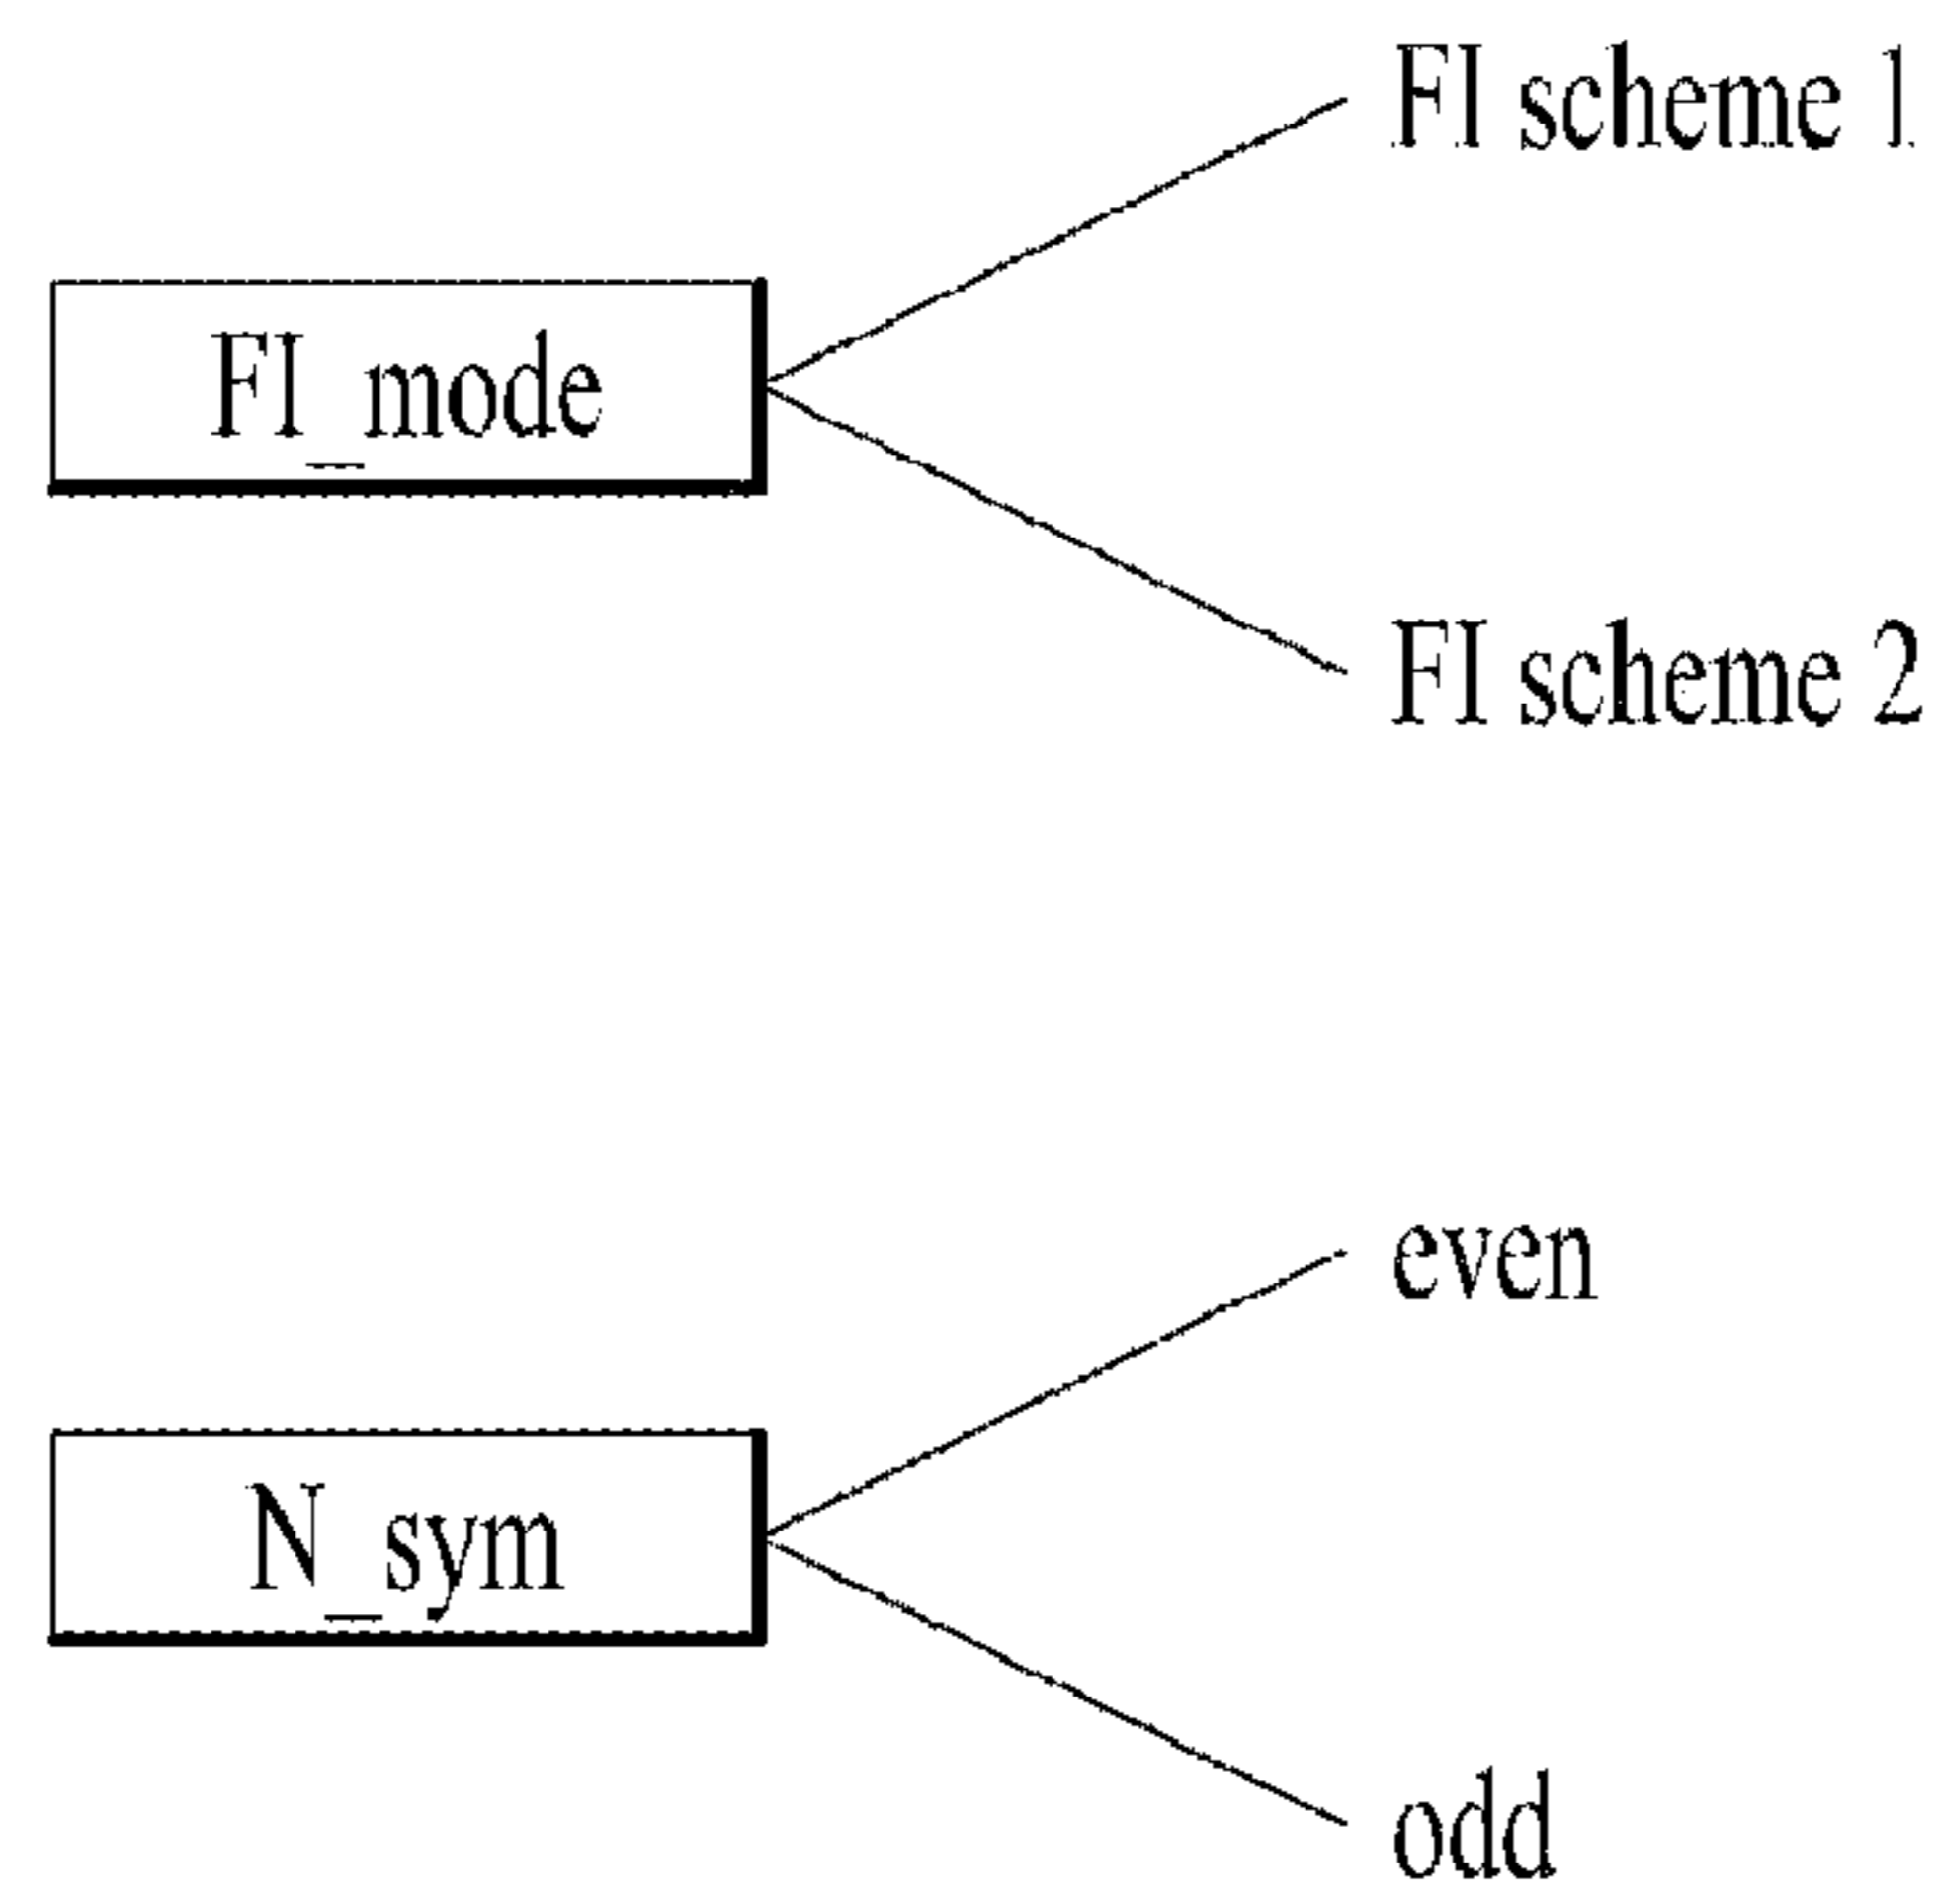 FI scheme 1
FI_mode
FI scheme 2
even
N_sym
odd